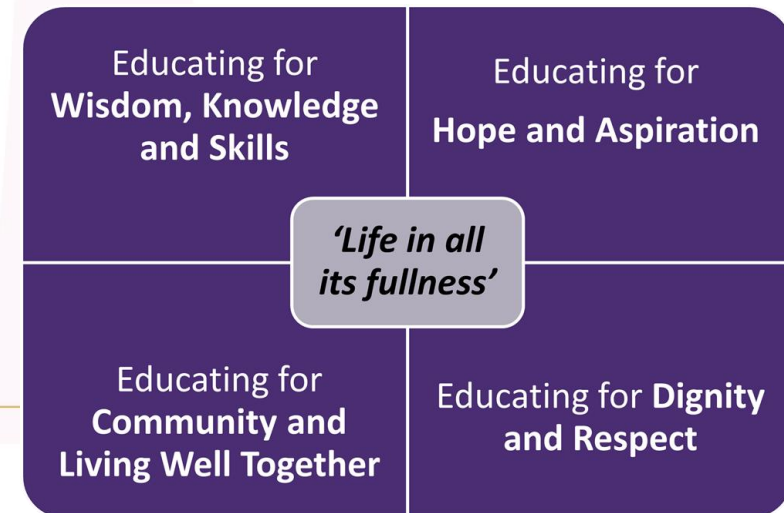 Educating for
Wisdom, Knowledge
and Skills
Educating for
Hope and Aspiration
‘Life in all
its fullness’
Educating for
Community and
Living Well Together
Educating for Dignity
and Respect